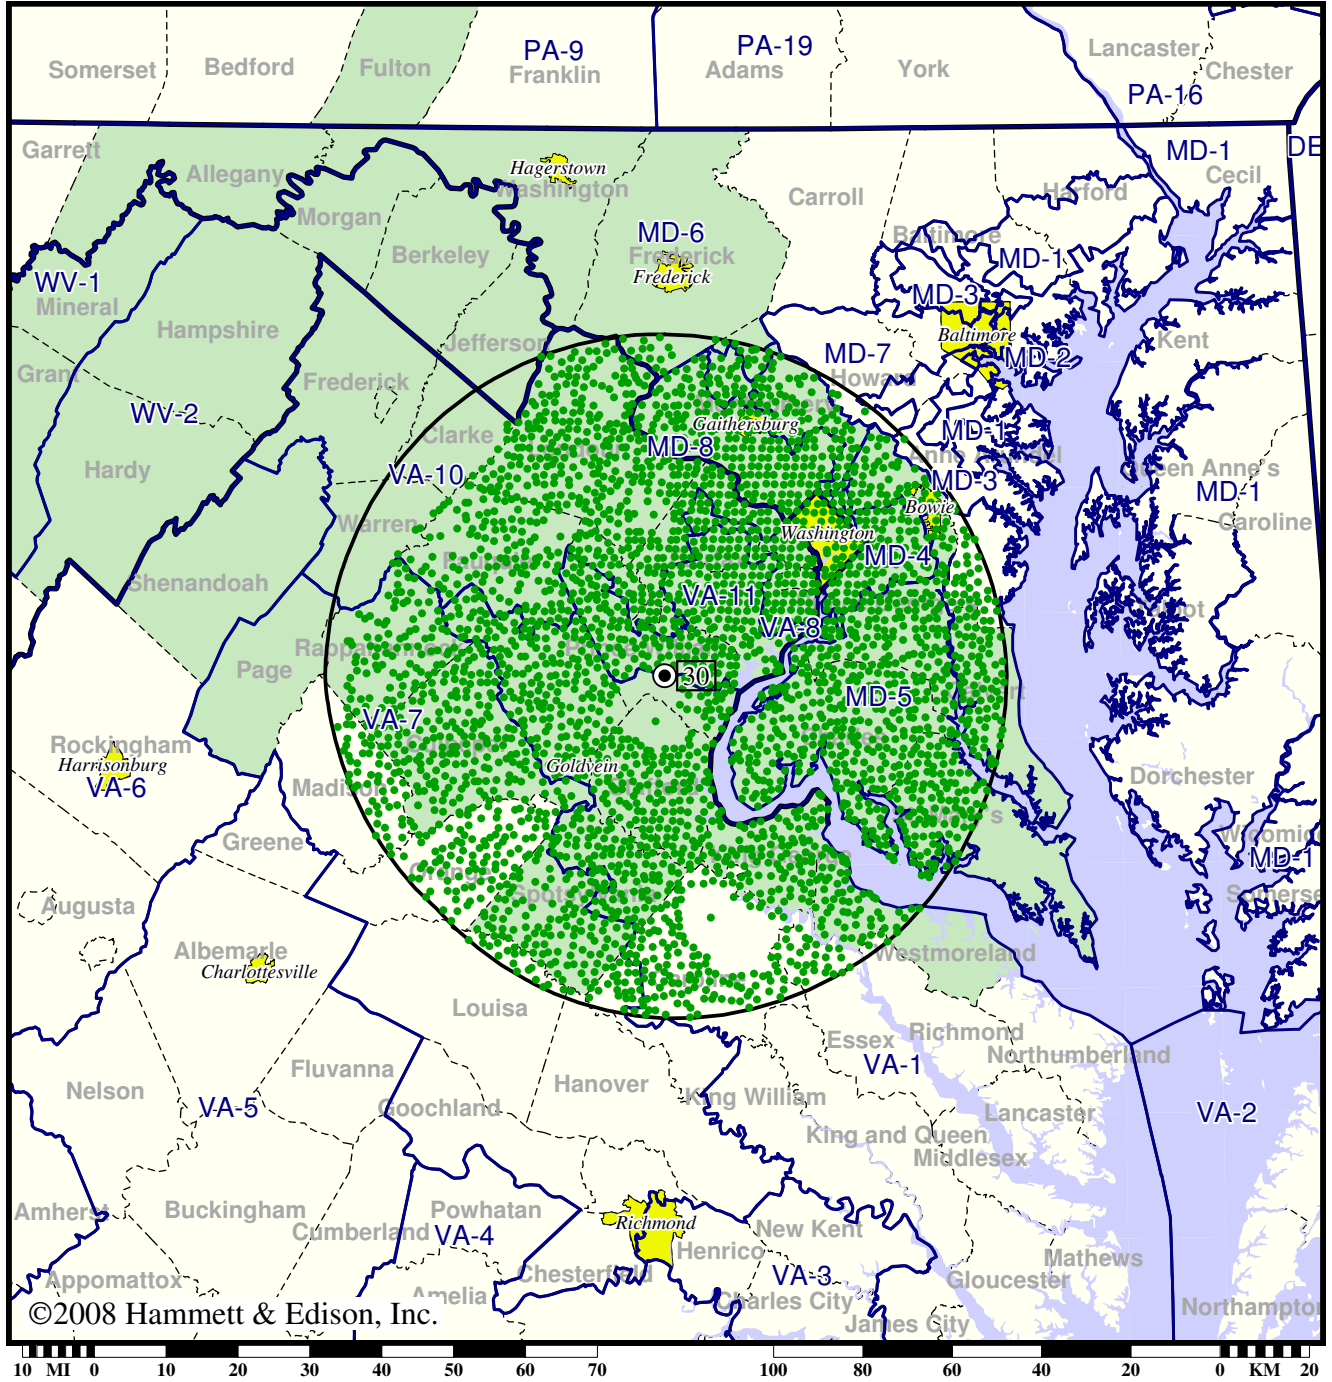 PA-9
PA-19
Lancaster
Somerset
Bedford
Fulton
Franklin
Adams
York
Chester
PA-16
Garrett
MD-1
DE
Allegany
Hagerstown
Washington
Carroll
Harford
Cecil
Morgan
MD-6
Baltimore
Berkeley
Frederick
Frederick
MD-1
WV-1
Mineral
MD-3
Hampshire
Jefferson
Baltimore
Kent
MD-7
MD-2
Howard
Grant
Frederick
WV-2
Gaithersburg
MD-1
Clarke
MD-8
Anne Arundel
Hardy
VA-10
MD-3
Queen Anne's
MD-1
Bowie
Warren
Washington
Caroline
MD-4
Shenandoah
VA-11
Talbot
VA-8
Page
30
MD-5
VA-7
Rockingham
Harrisonburg
VA-6
Goldvein
Madison
Dorchester
Greene
Wicomico
MD-1
Orange
Augusta
Spotsylvania
Somerse
Albemarle
Charlottesville
Westmoreland
Louisa
Essex
Richmond
Northumberland
VA-1
Fluvanna
Hanover
Nelson
King William
VA-5
Goochland
Lancaster
VA-2
King and Queen
Middlesex
Amherst
Buckingham
Powhatan
Richmond
New Kent
Cumberland
VA-4
Henrico
Mathews
Appomattox
Chesterfield
VA-3
Gloucester
Amelia
Charles City
Northampton
James City
©2008 Hammett & Edison, Inc.
10 MI 0 10 20 30 40 50 60 70 100 80 60 40 20 0 KM 20